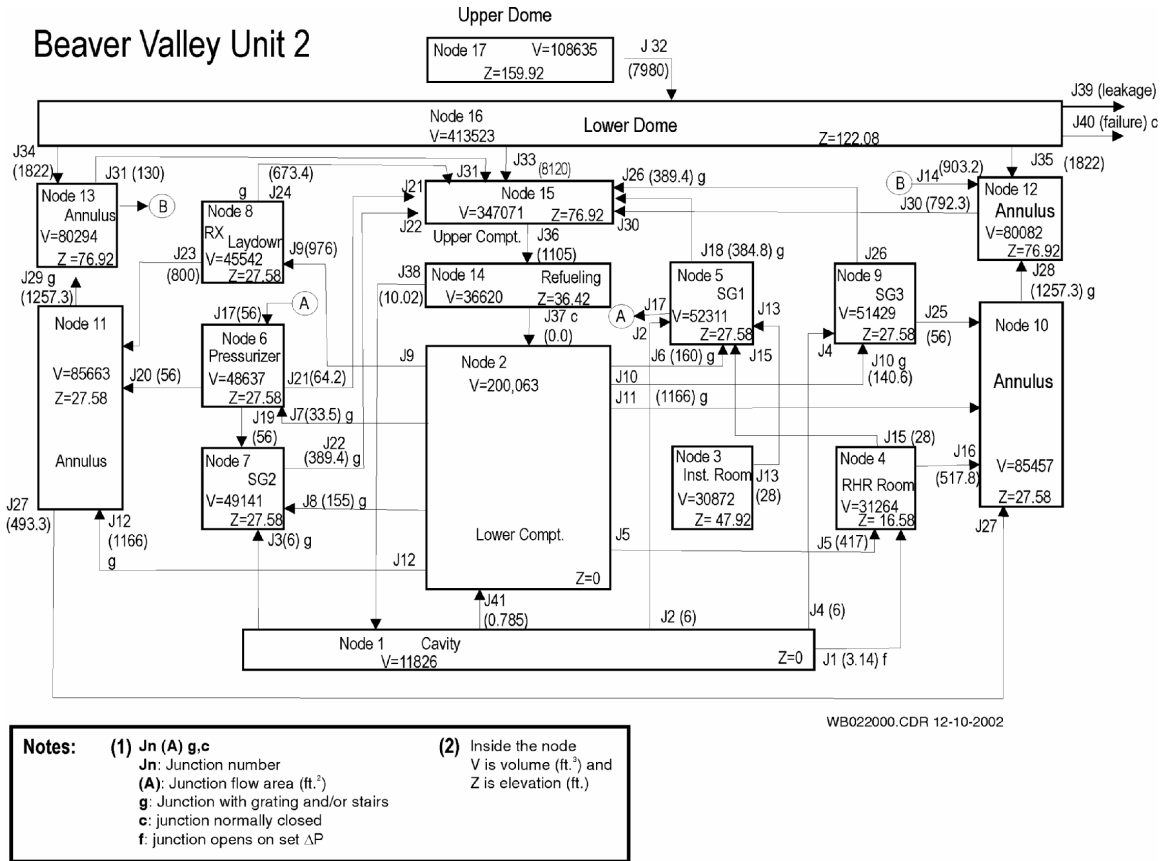 Upper Dome
Beaver Valley Unit 2
Node 17 V=108635
Z=159.92
J 32
(7980)
Node 16
V=413523
Lower Dome
Z=122.08
J39 (leakage)
J40 (failure) c
J34
(1822)
J31 (130)
g
(673.4)
J24
J31
J33
(8120)
J26 (389.4) g
(903.2)
J14
B
J35
(1822)
Node 13
Annulus
V=80294
Z =76.92
B
Node 8
RX
Laydown
V=45542
Z=27.58
J21
J22
Node 15
V=347071 Z=76.92
Upper Compt.
J30
J30 (792.3)
Node 12
Annulus
V=80082
Z=76.92
J23
(800)
J9(976)
J36
(1105)
J18 (384.8) g
J26
J28
(1257.3) g
J29 g
(1257.3)
J38
(10.02)
Node 14 Refueling
V=36620 Z=36.42
J37 c
(0.0)
A
J17
J2
Node 5
SG1
V=52311
Z=27.58
J13
J15
Node 9
SG3
V=51429
Z=27.58
J25
(56)
J4
J10 g
(140.6)
Node 11
V=85663
Z=27.58
Annulus
J17(56)
A
Node 6
Pressurizer
V=48637
Z=27.58
J20 (56)
J21(64.2)
J9
J19
(56)
J7(33.5) g
J22
(389.4) g
Node 2
V=200,063
Lower Compt.
Z=0
J6 (160) g
J10
J11 (1166) g
Node 10
Annulus
V=85457
Z=27.58
Node 7
SG2
V=49141
Z=27.58
J8 (155) g
J3(6) g
Node 3
Inst. Room
V=30872
Z= 47.92
J13
(28)
J15 (28)
Node 4
RHR Room
V=31264
Z= 16.58
J16
(517.8)
J27
(493.3)
J12
(1166)
g
J12
J5
J5 (417)
J27
J41
(0.785)
J2 (6)
J4 (6)
Node 1 Cavity
V=11826
Z=0
J1 (3.14) f
WB022000.CDR 12-10-2002
Notes: (1) Jn (A) g,c
Jn: Junction number
(A): Junction flow area (ft.²)
g: Junction with grating and/or stairs
c: junction normally closed
f: junction opens on set ΔP
(2) Inside the node
V is volume (ft.³) and
Z is elevation (ft.)